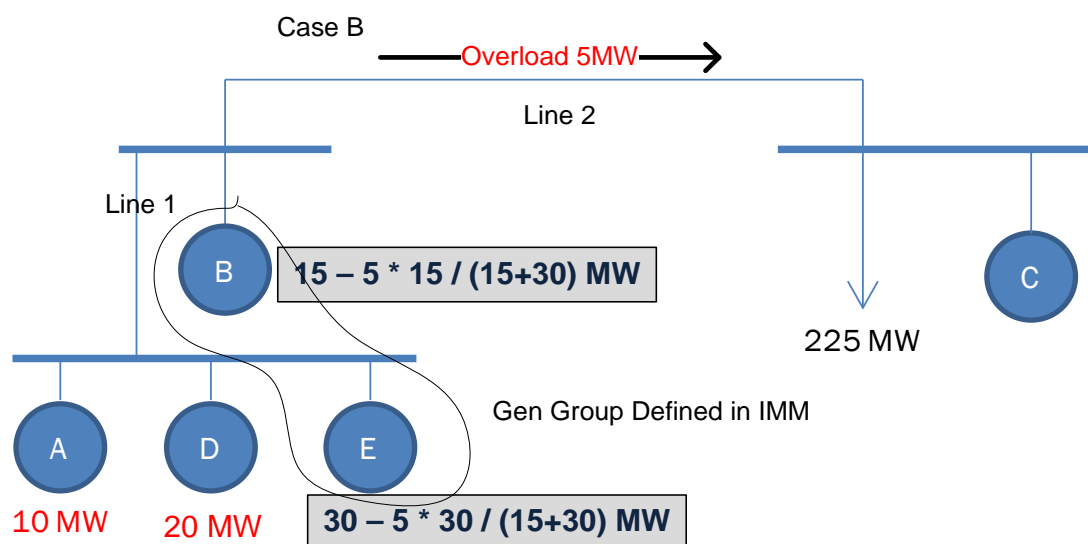 Case B
Overload 5MW
Line 2
Line 1
B
15 – 5 * 15 / (15+30) MW
C
225 MW
Gen Group Defined in IMM
A
D
E
10 MW
20 MW
30 – 5 * 30 / (15+30) MW